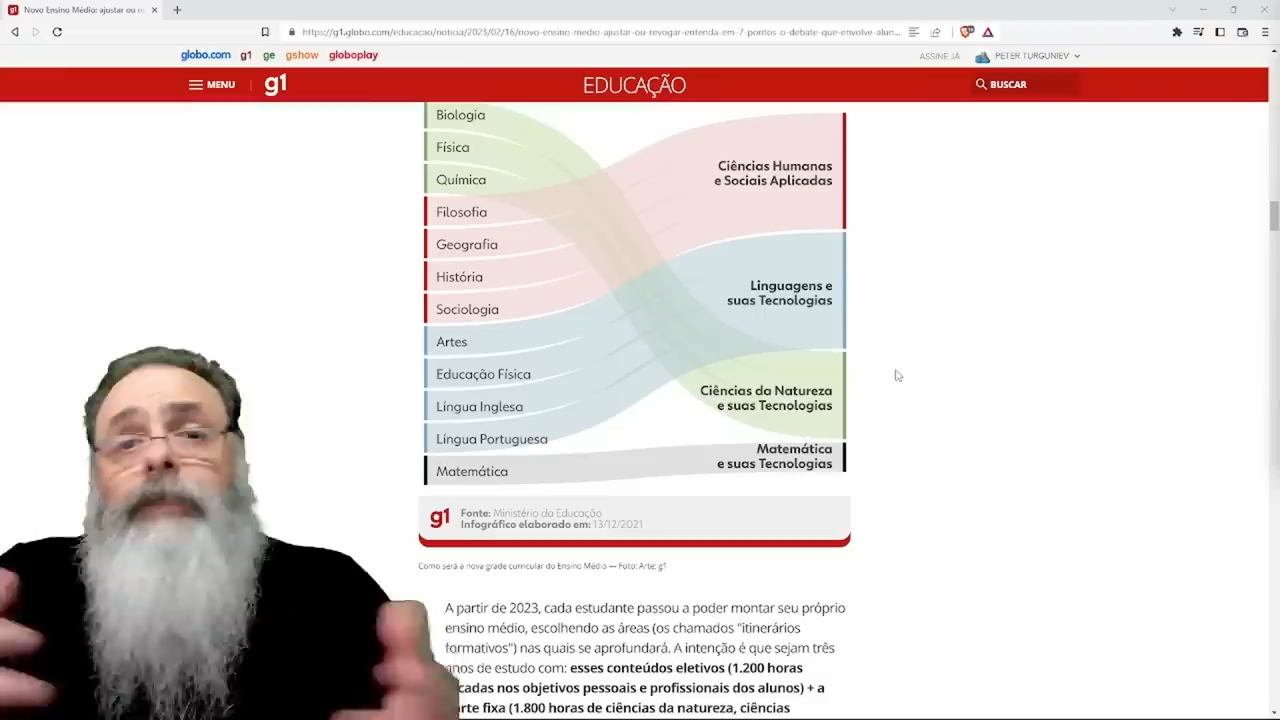 Novo Ensino Médio: ajustar ou re
https://g1.globo.com/educacao/noticia/2023/02/16/novo-ensino-medio-ajustar-ou-revogar-entenda-em-7-pontos-o-debate-que-envolve-alun...
globo.com g1 ge gshow globoplay
ASSINE JÁ PETER TURGUNIEV
MENU g1 EDUCAÇÃO BUSCAR
Biologia
Física
Química
Filosofia
Geografia
História
Sociologia
Artes
Educação Física
Língua Inglesa
Língua Portuguesa
Matemática
Ciências Humanas
e Sociais Aplicadas
Linguagens e
suas Tecnologias
Ciências da Natureza
e suas Tecnologias
Matemática
e suas Tecnologias
g1 Fonte: Ministério da Educação
Infográfico elaborado em: 13/12/2021
Como será a nova grade curricular do Ensino Médio — Foto: Arte: g1
A partir de 2023, cada estudante passou a poder montar seu próprio
ensino médio, escolhendo as áreas (os chamados "itinerários
formativos") nas quais se aprofundará. A intenção é que sejam três
anos de estudo com: esses conteúdos eletivos (1.200 horas
cadas nos objetivos pessoais e profissionais dos alunos) + a
arte fixa (1.800 horas de ciências da natureza, ciências